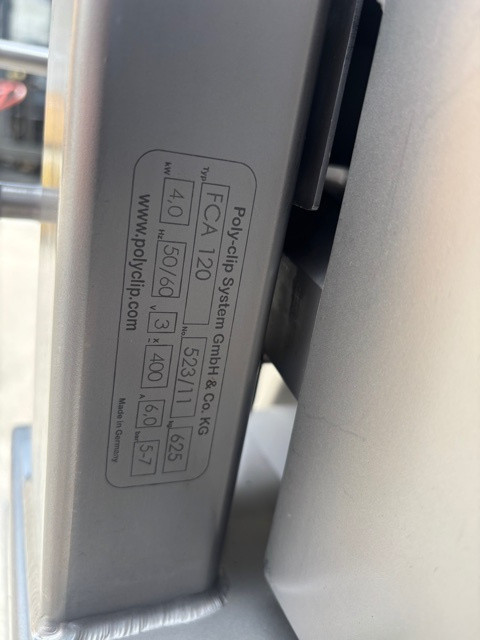 Poly-clip System GmbH & Co. KG
Typ FCA 120 No. 523/11 kg 625
kW 4,0 Hz 50/60 V 3 x 400 A 6,0 bar 5-7
www.polyclip.com Made in Germany